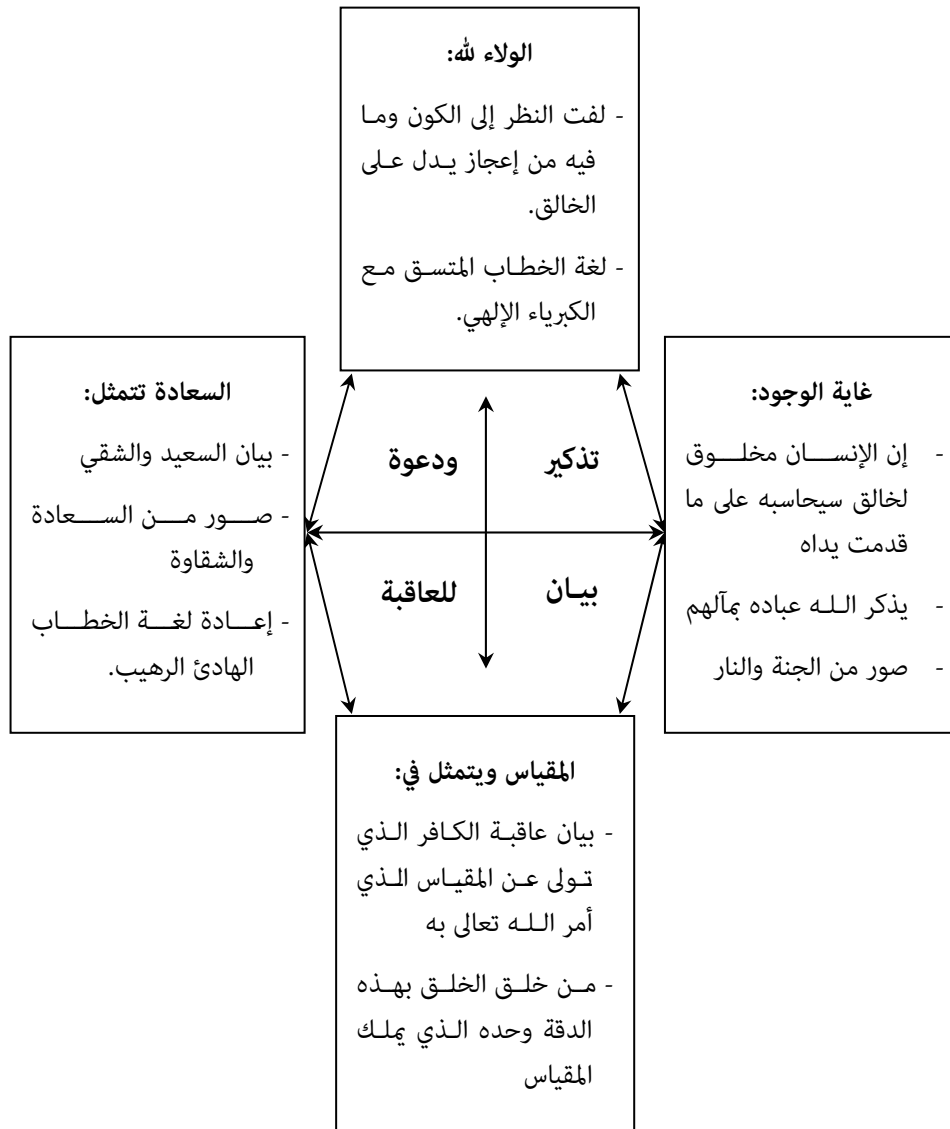 الولاء لله:
- لفت النظر إلى الكون وما
فيه من إعجاز يدل على
الخالق.
- لغة الخطاب المتسق مع
الكبرياء الإلهي.
غاية الوجود:
- إن الإنسان مخلوق
لخالق سيحاسبه على ما
قدمت يداه
- يذكر الله عباده بمآلهم
- صور من الجنة والنار
تذكير ودعوة
بيان للعاقبة
السعادة تتمثل:
- بيان السعيد والشقي
- صور من السعادة
والشقاوة
- إعادة لغة الخطاب
الهادئ الرهيب.
المقياس ويتمثل في:
- بيان عاقبة الكافر الذي
تولى عن المقياس الذي
أمر الله تعالى به
- من خلق الخلق بهذه
الدقة وحده الذي يملك
المقياس